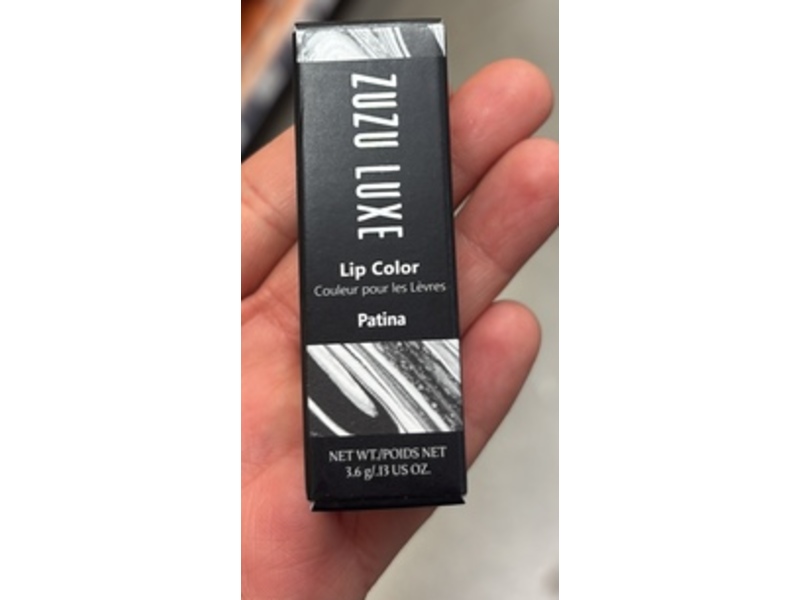 ZUZU LUXE
Lip Color
Couleur pour les Lèvres
Patina
NET WT./POIDS NET
3.6 g/.13 US OZ.